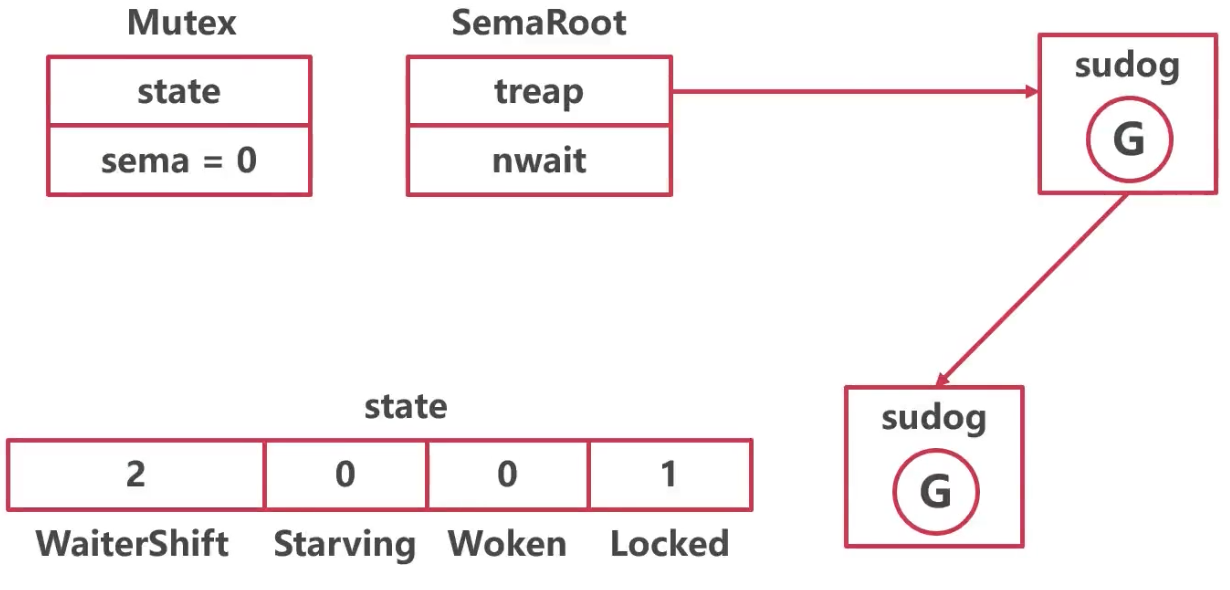 Mutex
state
sema = 0
SemaRoot
treap
nwait
sudog
G
sudog
G
state
2 0 0 1
WaiterShift Starving Woken Locked